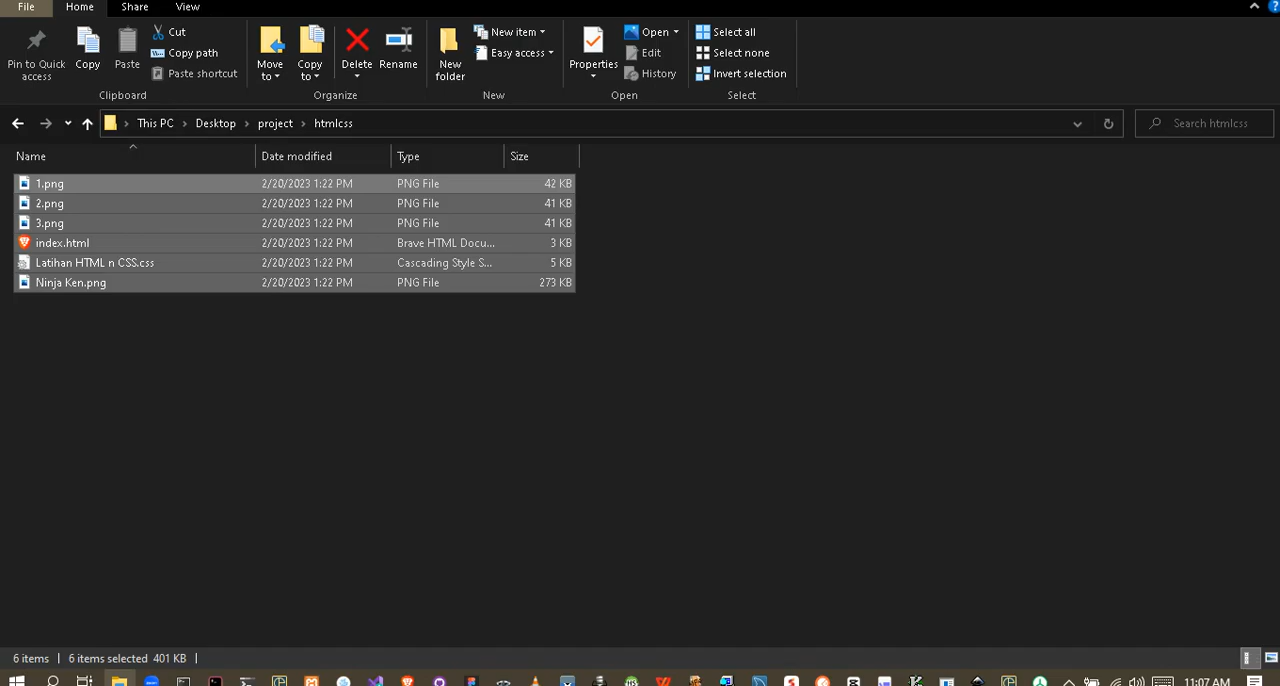 File Home Share View
Pin to Quick access
Copy
Paste
Cut
Copy path
Paste shortcut
Clipboard
Move to
Copy to
Delete
Rename
Organize
New folder
New item
Easy access
New
Properties
Open
Edit
History
Open
Select all
Select none
Invert selection
Select
This PC > Desktop > project > htmlcss
Search htmlcss
Name Date modified Type Size
1.png 2/20/2023 1:22 PM PNG File 42 KB
2.png 2/20/2023 1:22 PM PNG File 41 KB
3.png 2/20/2023 1:22 PM PNG File 41 KB
index.html 2/20/2023 1:22 PM Brave HTML Docu... 3 KB
Latihan HTML n CSS.css 2/20/2023 1:22 PM Cascading Style S... 5 KB
Ninja Ken.png 2/20/2023 1:22 PM PNG File 273 KB
6 items 6 items selected 401 KB
11:07 AM